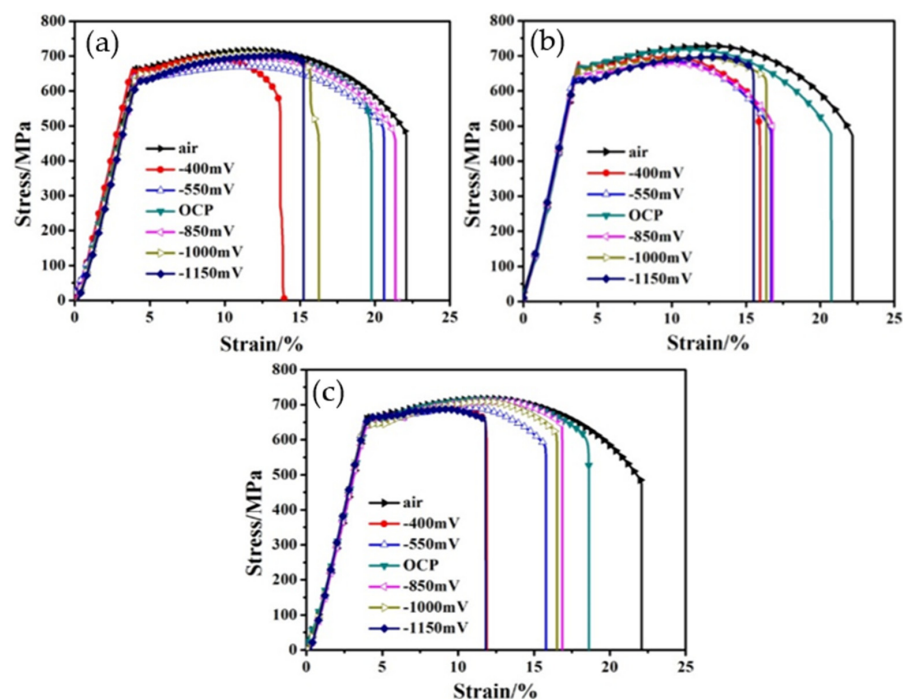 (a)
Stress/MPa
800
700
600
500
400
300
200
100
0
air
-400mV
-550mV
OCP
-850mV
-1000mV
-1150mV
0 5 10 15 20 25
Strain/%
(b)
Stress/MPa
800
700
600
500
400
300
200
100
0
air
-400mV
-550mV
OCP
-850mV
-1000mV
-1150mV
0 5 10 15 20 25
Strain/%
(c)
Stress/MPa
800
700
600
500
400
300
200
100
0
air
-400mV
-550mV
OCP
-850mV
-1000mV
-1150mV
0 5 10 15 20 25
Strain/%